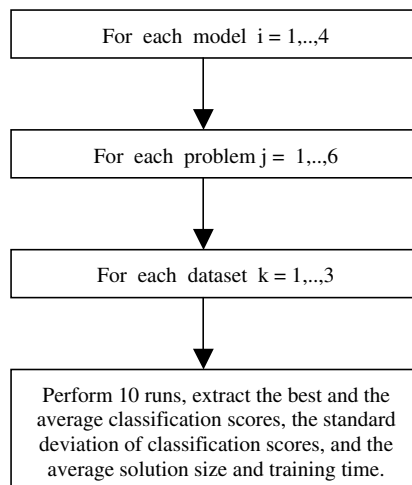 For each model i = 1,..,4
For each problem j = 1,..,6
For each dataset k = 1,..,3
Perform 10 runs, extract the best and the
average classification scores, the standard
deviation of classification scores, and the
average solution size and training time.